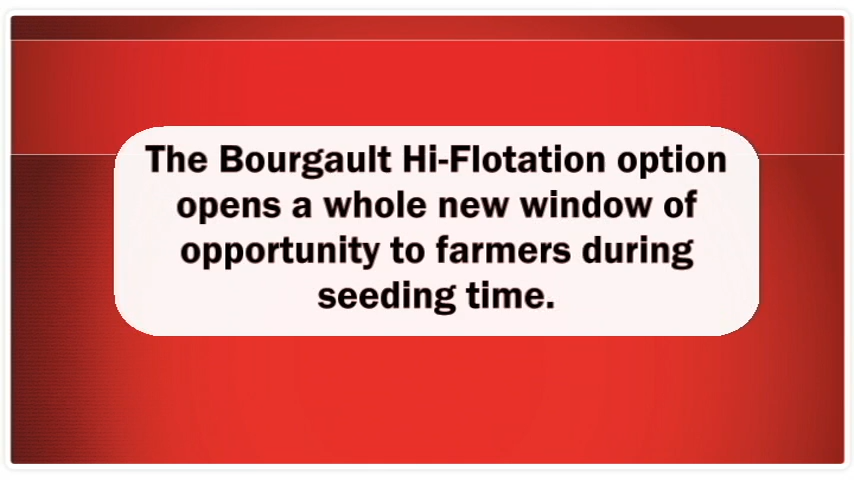 The Bourgault Hi-Flotation option
opens a whole new window of
opportunity to farmers during
seeding time.